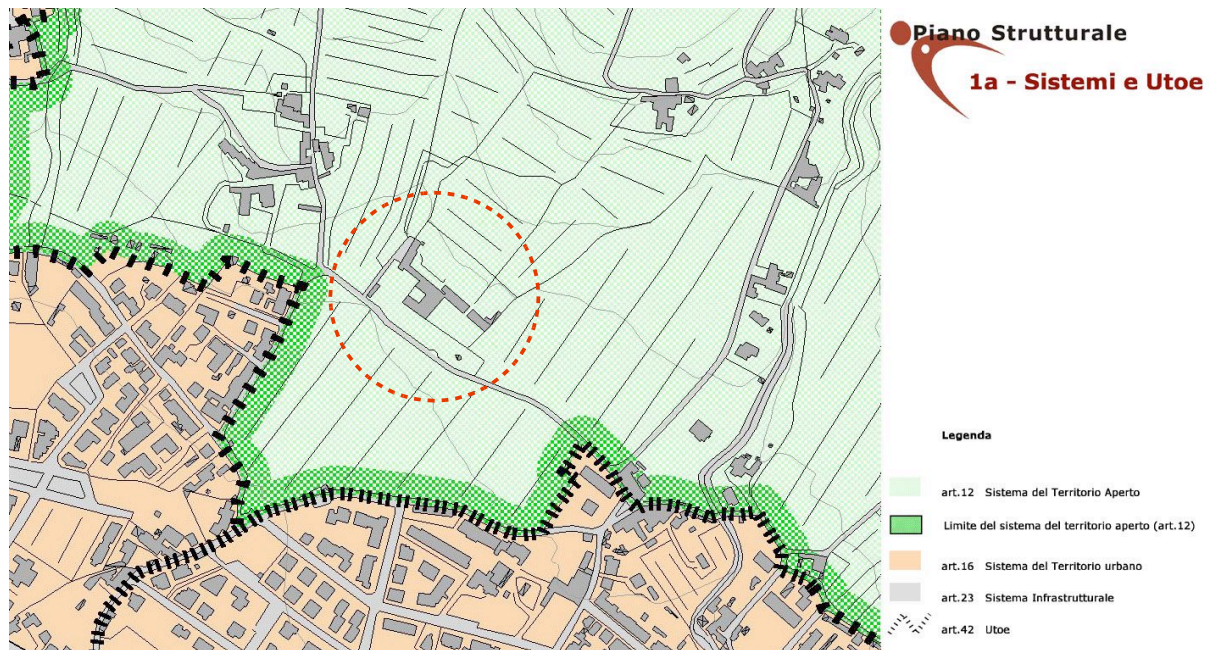 Piano Strutturale
1a - Sistemi e Utoe
Legenda
art.12 Sistema del Territorio Aperto
Limite del sistema del territorio aperto (art.12)
art.16 Sistema del Territorio urbano
art.23 Sistema Infrastrutturale
art.42 Utoe